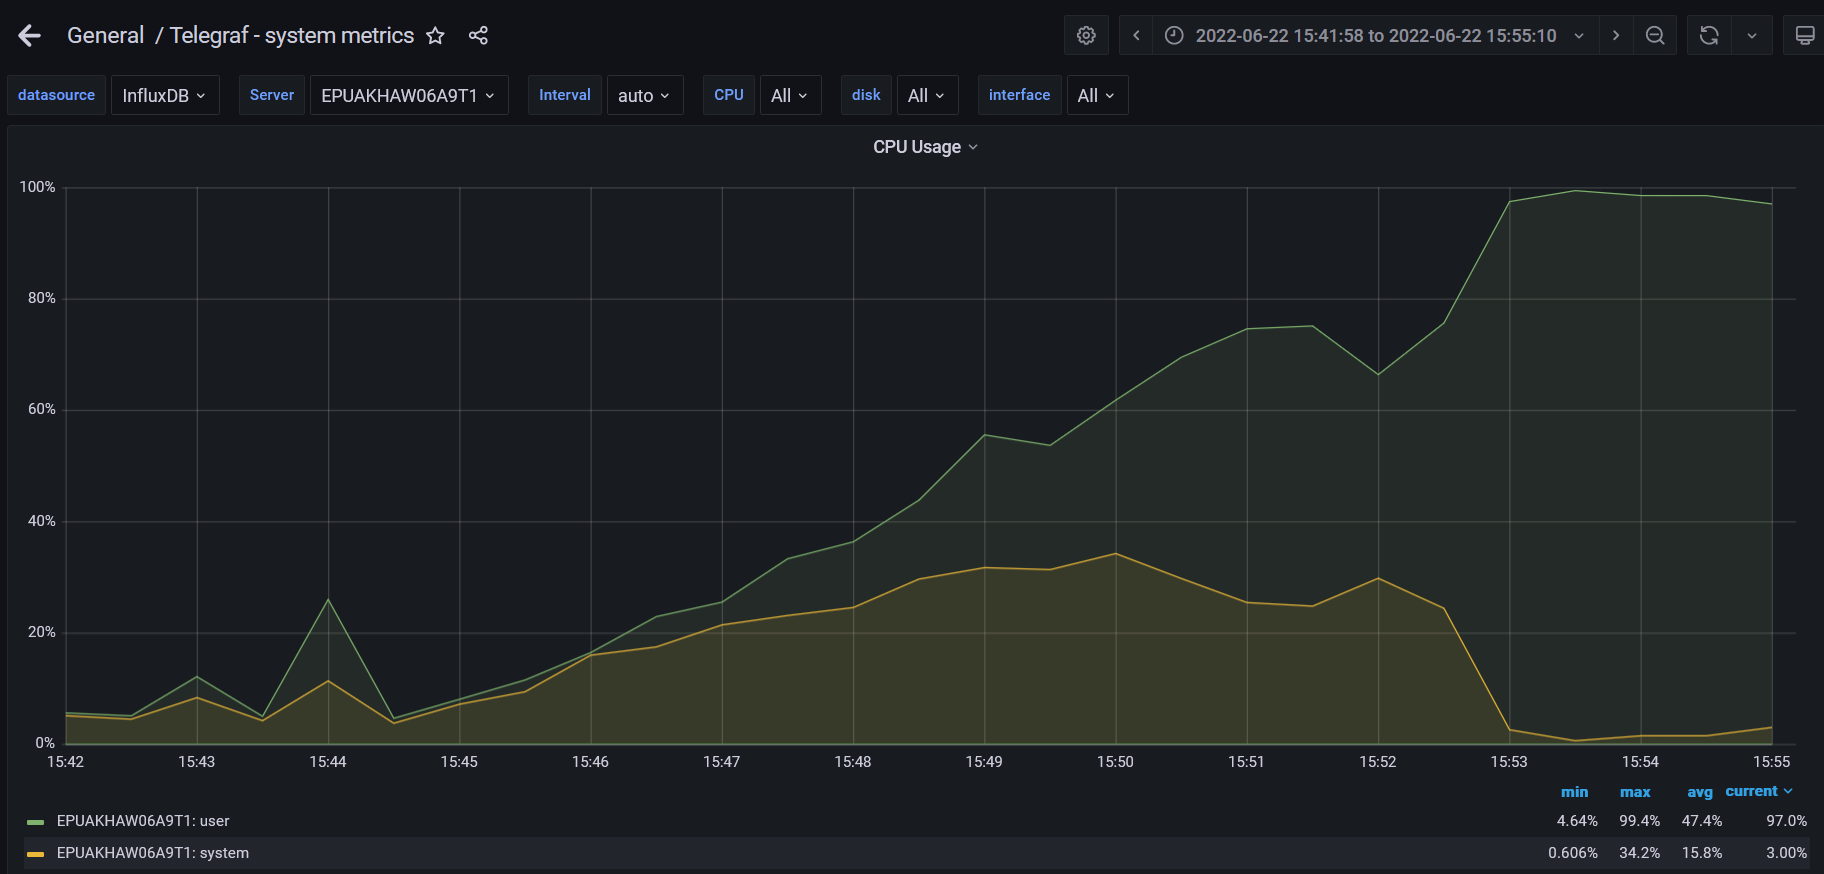 General / Telegraf - system metrics 2022-06-22 15:41:58 to 2022-06-22 15:55:10
datasource InfluxDB Server EPUAKHAW06A9T1 Interval auto CPU All disk All interface All
CPU Usage
100%
80%
60%
40%
20%
0%
15:42 15:43 15:44 15:45 15:46 15:47 15:48 15:49 15:50 15:51 15:52 15:53 15:54 15:55
min max avg current
EPUAKHAW06A9T1: user 4.64% 99.4% 47.4% 97.0%
EPUAKHAW06A9T1: system 0.606% 34.2% 15.8% 3.00%